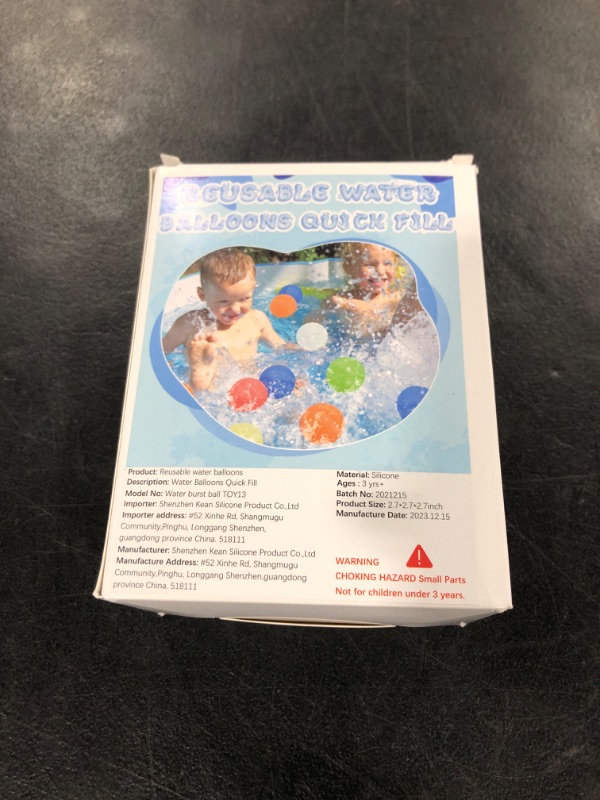 REUSABLE WATER
BALLOONS QUICK FILL
Product: Reusable water balloons
Description: Water Balloons Quick Fill
Model No: Water burst ball TOY13
Importer: Shenzhen Kean Silicone Product Co.,Ltd
Importer address: #52 Xinhe Rd, Shangmugu
Community,Pinghu, Longgang Shenzhen,
guangdong province China. 518111
Manufacturer: Shenzhen Kean Silicone Product Co.,Ltd
Manufacture Address: #52 Xinhe Rd, Shangmugu
Community,Pinghu, Longgang Shenzhen,guangdong
province China. 518111
Material: Silicone
Ages : 3 yrs+
Batch No: 2021215
Product Size: 2.7*2.7*2.7inch
Manufacture Date: 2023.12.15
WARNING
CHOKING HAZARD Small Parts
Not for children under 3 years.